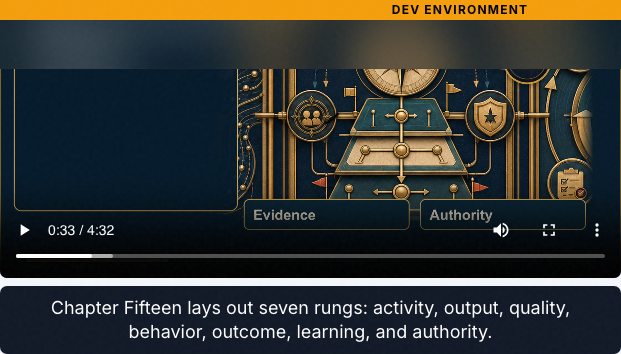 DEV ENVIRONMENT
Evidence
Authority
0:33 / 4:32
Chapter Fifteen lays out seven rungs: activity, output, quality,
behavior, outcome, learning, and authority.